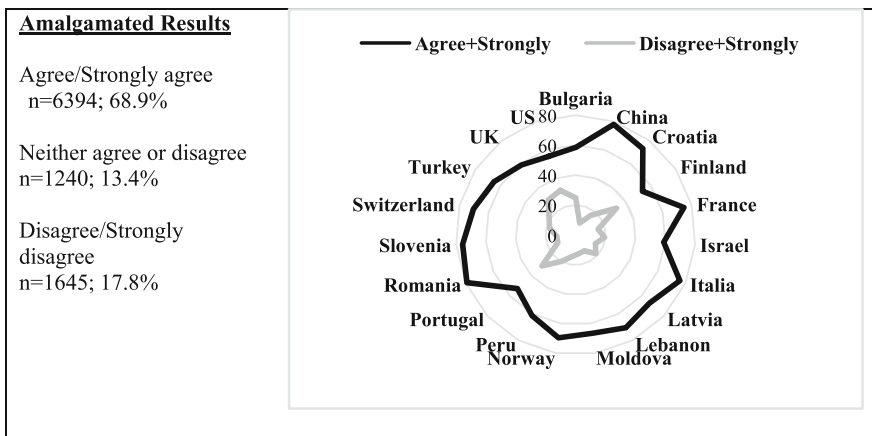 Amalgamated Results
Agree/Strongly agree
n=6394; 68.9%
Neither agree or disagree
n=1240; 13.4%
Disagree/Strongly
disagree
n=1645; 17.8%
Agree+Strongly
Disagree+Strongly
Bulgaria
China
Croatia
Finland
France
Israel
Italia
Latvia
Lebanon
Moldova
Norway
Peru
Portugal
Romania
Slovenia
Switzerland
Turkey
UK
US
80
60
40
20
0